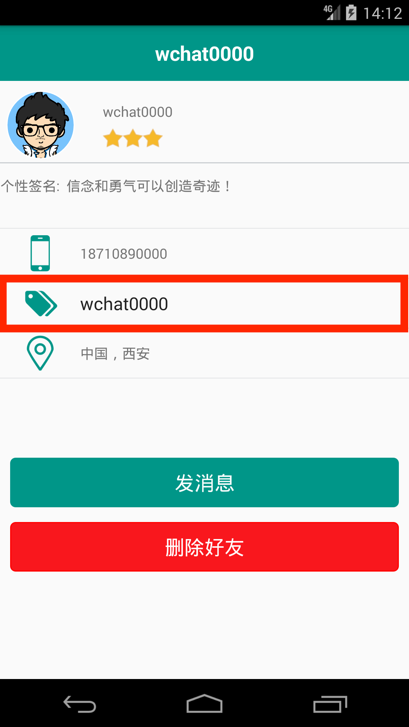 4G 14:12
wchat0000
wchat0000
个性签名: 信念和勇气可以创造奇迹！
18710890000
wchat0000
中国，西安
发消息
删除好友